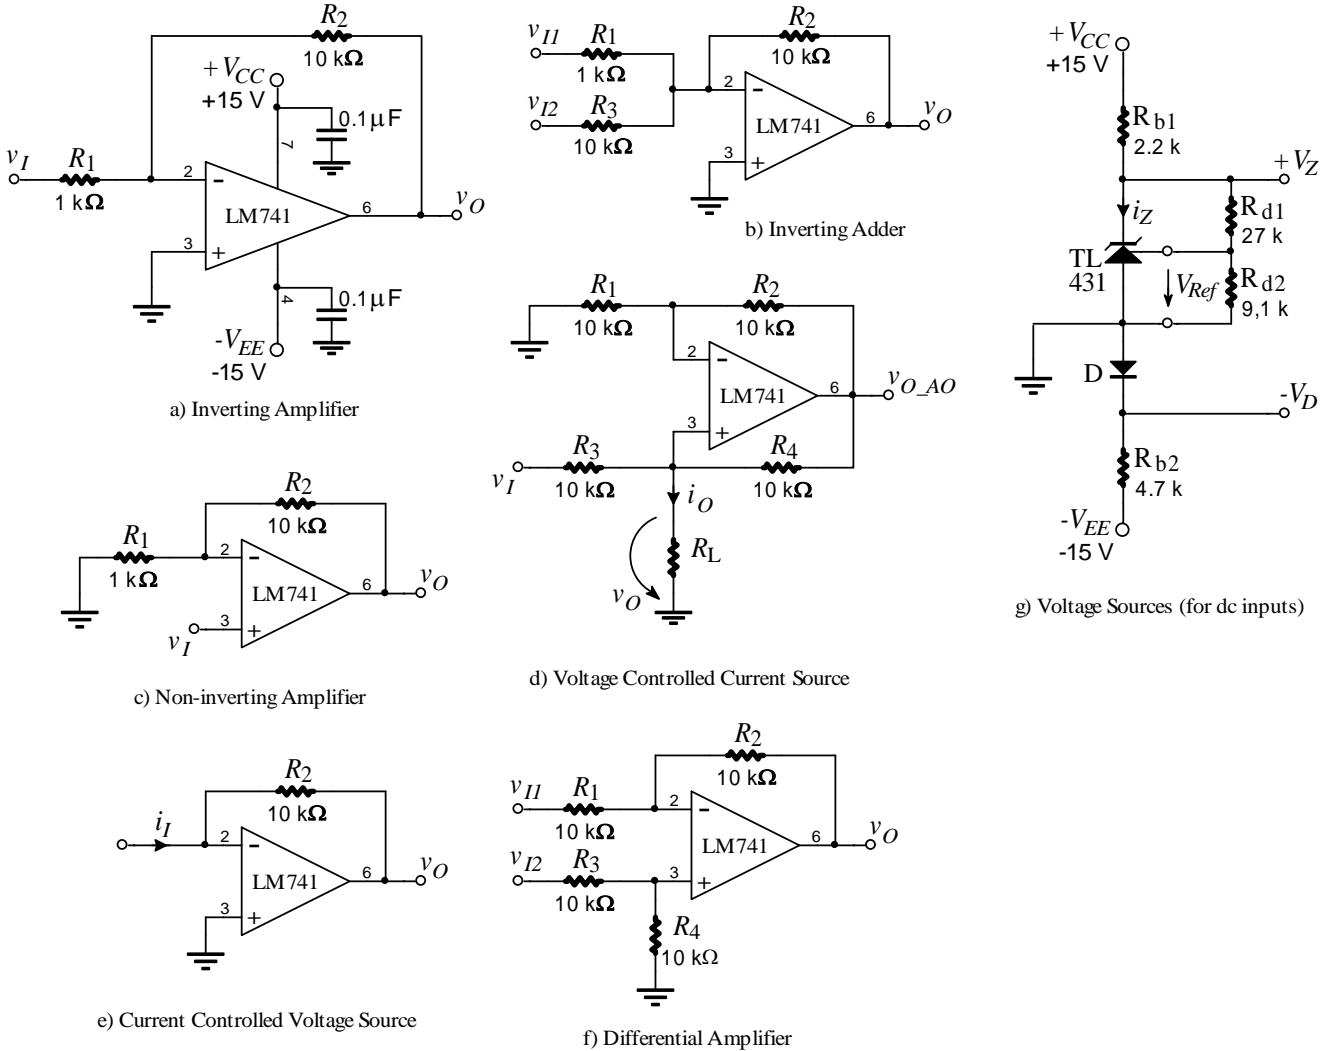 R2
10 kΩ
+VCC
+15 V
0.1µF
7
vI
R1
1 kΩ
2
-
LM741
6
vO
3
+
4
0.1µF
-VEE
-15 V
a) Inverting Amplifier
vI1
R1
1 kΩ
R2
10 kΩ
vI2
R3
10 kΩ
2
-
LM741
6
vO
3
+
b) Inverting Adder
R2
10 kΩ
R1
1 kΩ
2
-
LM741
6
vO
vI
3
+
c) Non-inverting Amplifier
R1
10 kΩ
R2
10 kΩ
2
-
LM741
6
vO_AO
3
+
vI
R3
10 kΩ
R4
10 kΩ
iO
RL
vO
d) Voltage Controlled Current Source
R2
10 kΩ
iI
2
-
LM741
6
vO
3
+
e) Current Controlled Voltage Source
R2
10 kΩ
vI1
R1
10 kΩ
2
-
LM741
6
vO
vI2
R3
10 kΩ
3
+
R4
10 kΩ
f) Differential Amplifier
+VCC
+15 V
Rb1
2.2 k
+VZ
iZ
Rd1
27 k
TL
431
VRef
Rd2
9,1 k
D
-VD
Rb2
4.7 k
-VEE
-15 V
g) Voltage Sources (for dc inputs)